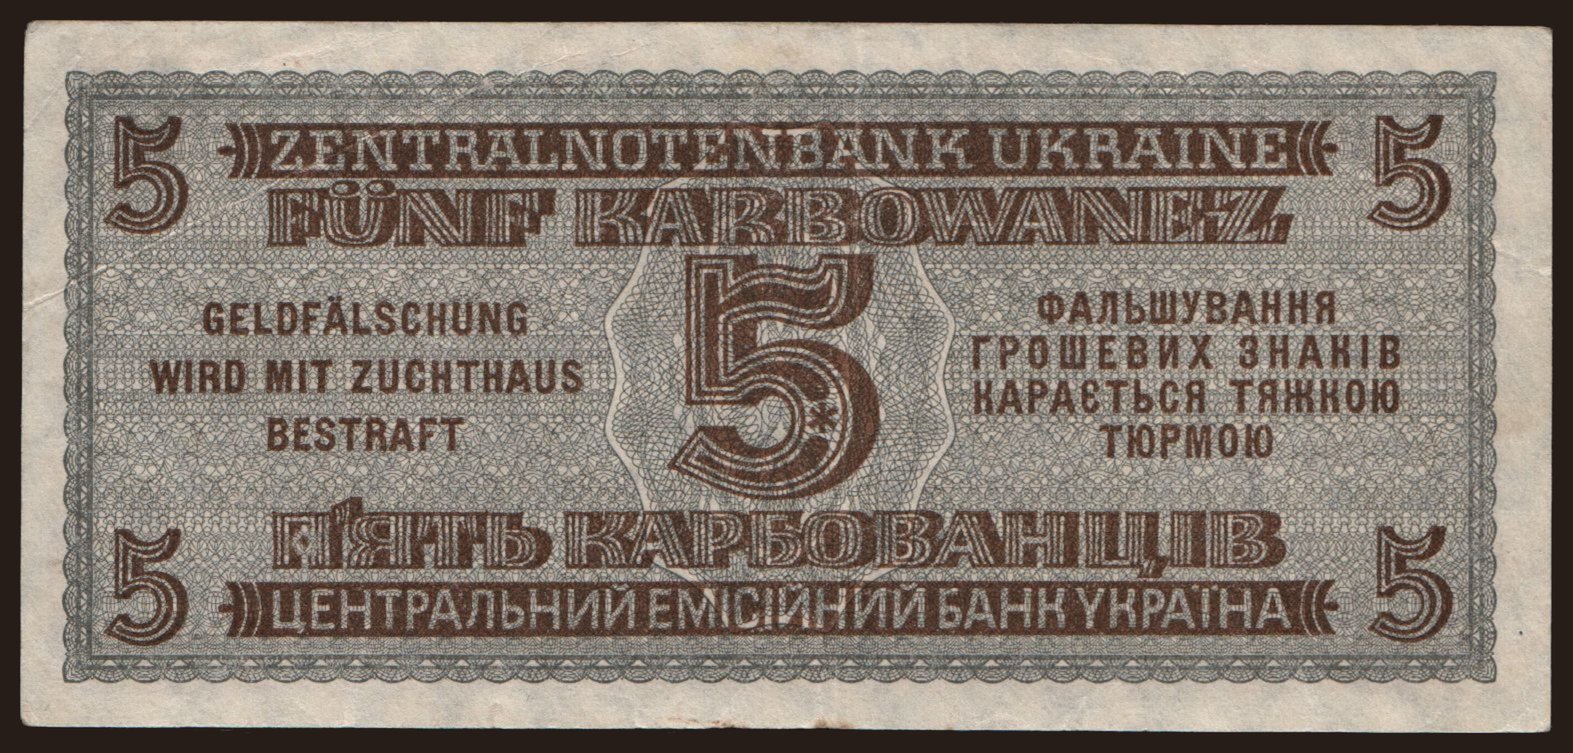 5 ZENTRALNOTENBANK UKRAINE 5
FÜNF KARBOWANEZ
5
GELDFÄLSCHUNG
WIRD MIT ZUCHTHAUS
BESTRAFT
ФАЛЬШУВАННЯ
ГРОШЕВИХ ЗНАКІВ
КАРАЄТЬСЯ ТЯЖКОЮ
ТЮРМОЮ
П'ЯТЬ КАРБОВАНЦІВ
5 ЦЕНТРАЛЬНИЙ ЕМІСІЙНИЙ БАНК УКРАЇНА 5